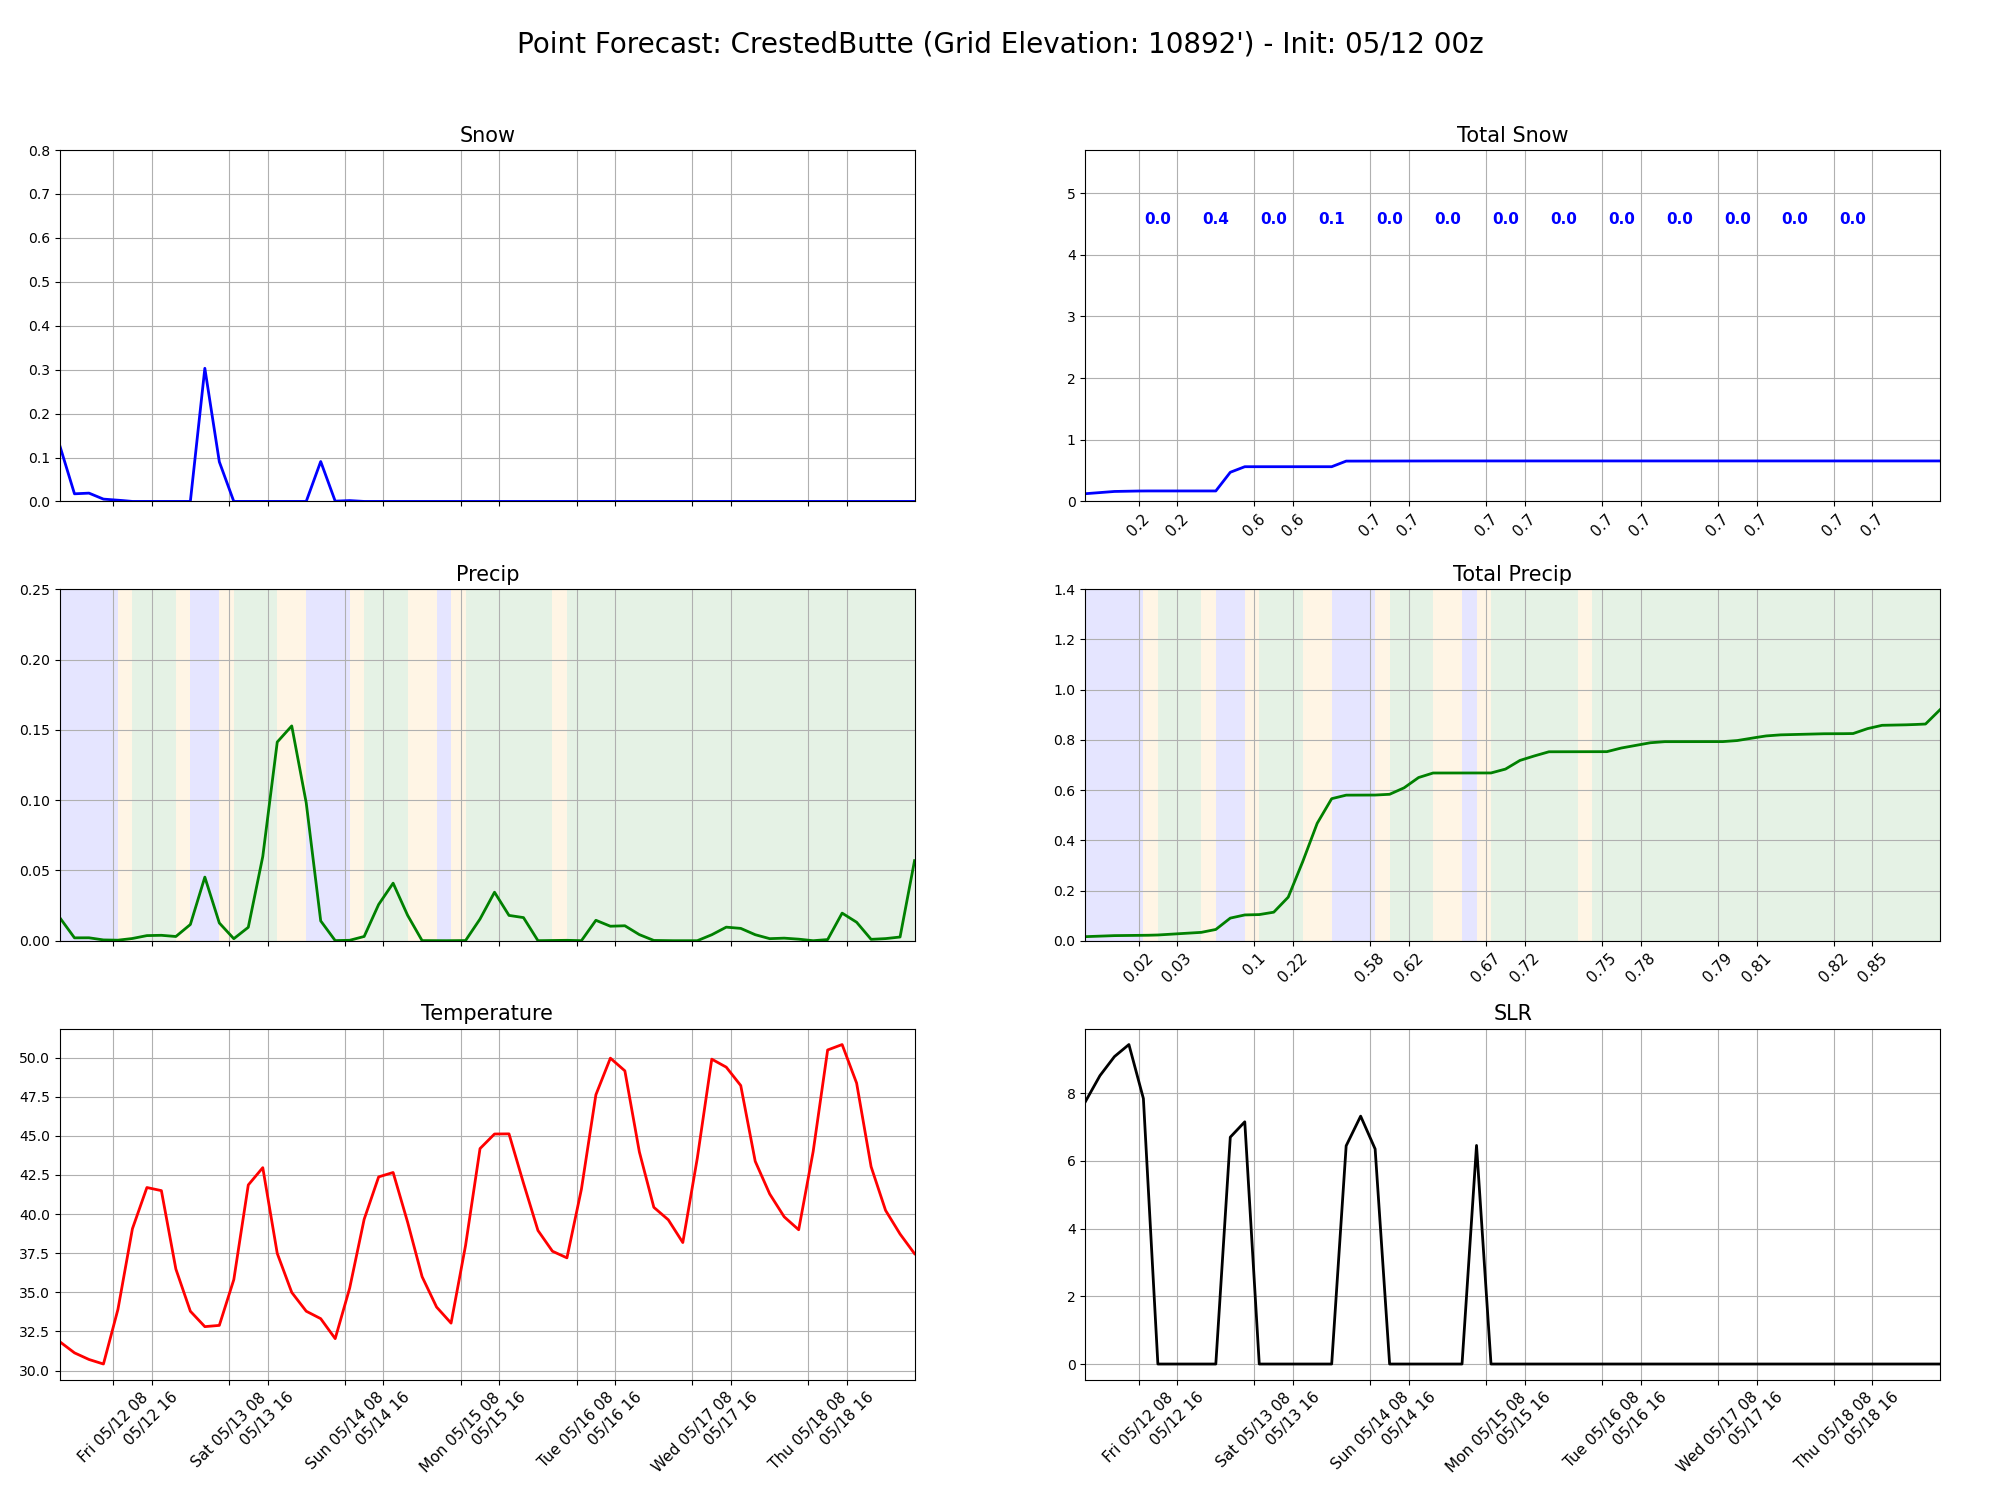 Point Forecast: CrestedButte (Grid Elevation: 10892') - Init: 05/12 00z
Snow
0.8
0.7
0.6
0.5
0.4
0.3
0.2
0.1
0.0
Total Snow
5
4
3
2
1
0
0.0 0.4 0.0 0.1 0.0 0.0 0.0 0.0 0.0 0.0 0.0 0.0 0.0
0.2 0.2 0.6 0.6 0.7 0.7 0.7 0.7 0.7 0.7 0.7 0.7 0.7 0.7
Precip
0.25
0.20
0.15
0.10
0.05
0.00
Total Precip
1.4
1.2
1.0
0.8
0.6
0.4
0.2
0.0
0.02 0.03 0.1 0.22 0.58 0.62 0.67 0.72 0.75 0.78 0.79 0.81 0.82 0.85
Temperature
50.0
47.5
45.0
42.5
40.0
37.5
35.0
32.5
30.0
Fri 05/12 08
05/12 16
Sat 05/13 08
05/13 16
Sun 05/14 08
05/14 16
Mon 05/15 08
05/15 16
Tue 05/16 08
05/16 16
Wed 05/17 08
05/17 16
Thu 05/18 08
05/18 16
SLR
8
6
4
2
0
Fri 05/12 08
05/12 16
Sat 05/13 08
05/13 16
Sun 05/14 08
05/14 16
Mon 05/15 08
05/15 16
Tue 05/16 08
05/16 16
Wed 05/17 08
05/17 16
Thu 05/18 08
05/18 16